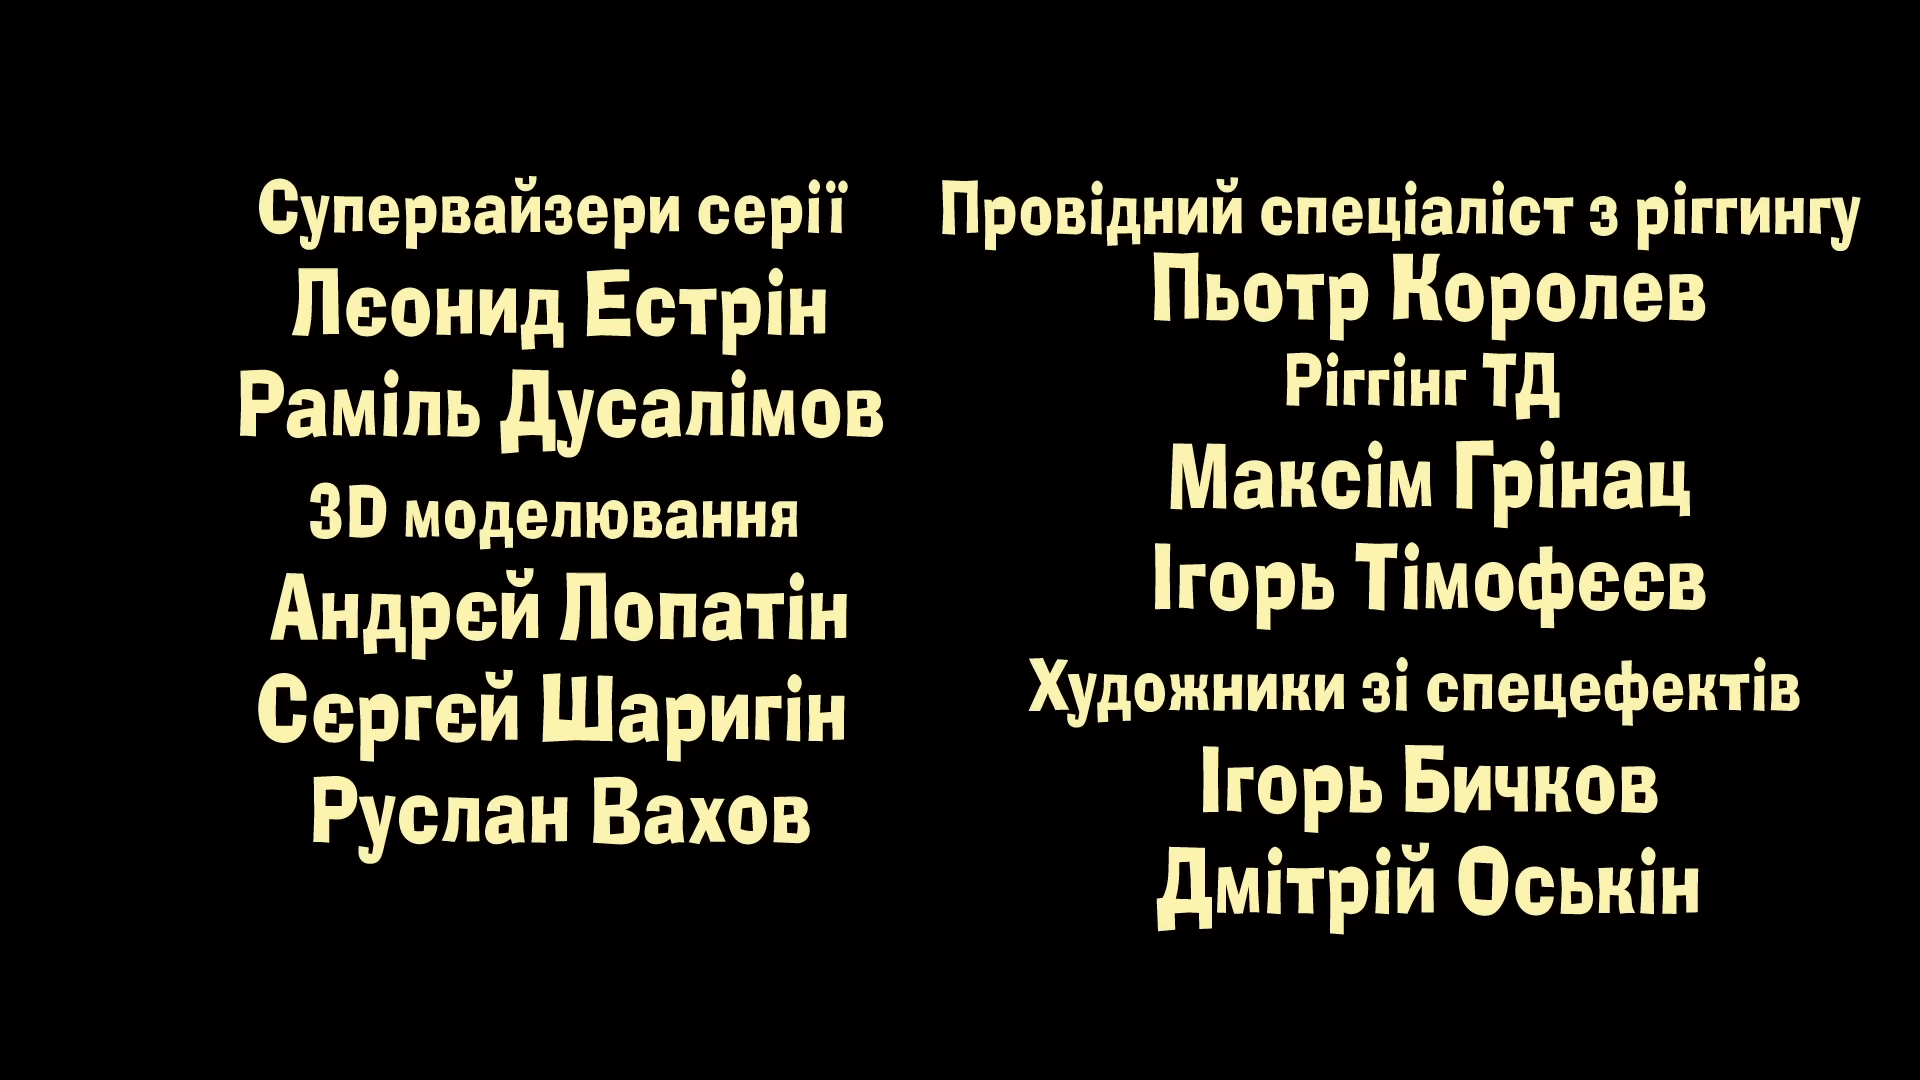 Супервайзери серії
Лєонид Естрін
Раміль Дусалімов
3D моделювання
Андрєй Лопатін
Сєргєй Шаригін
Руслан Вахов
Провідний спеціаліст з ріггингу
Пьотр Королев
Ріггінг ТД
Максім Грінац
Ігорь Тімофєєв
Художники зі спецефектів
Ігорь Бичков
Дмітрій Оськін